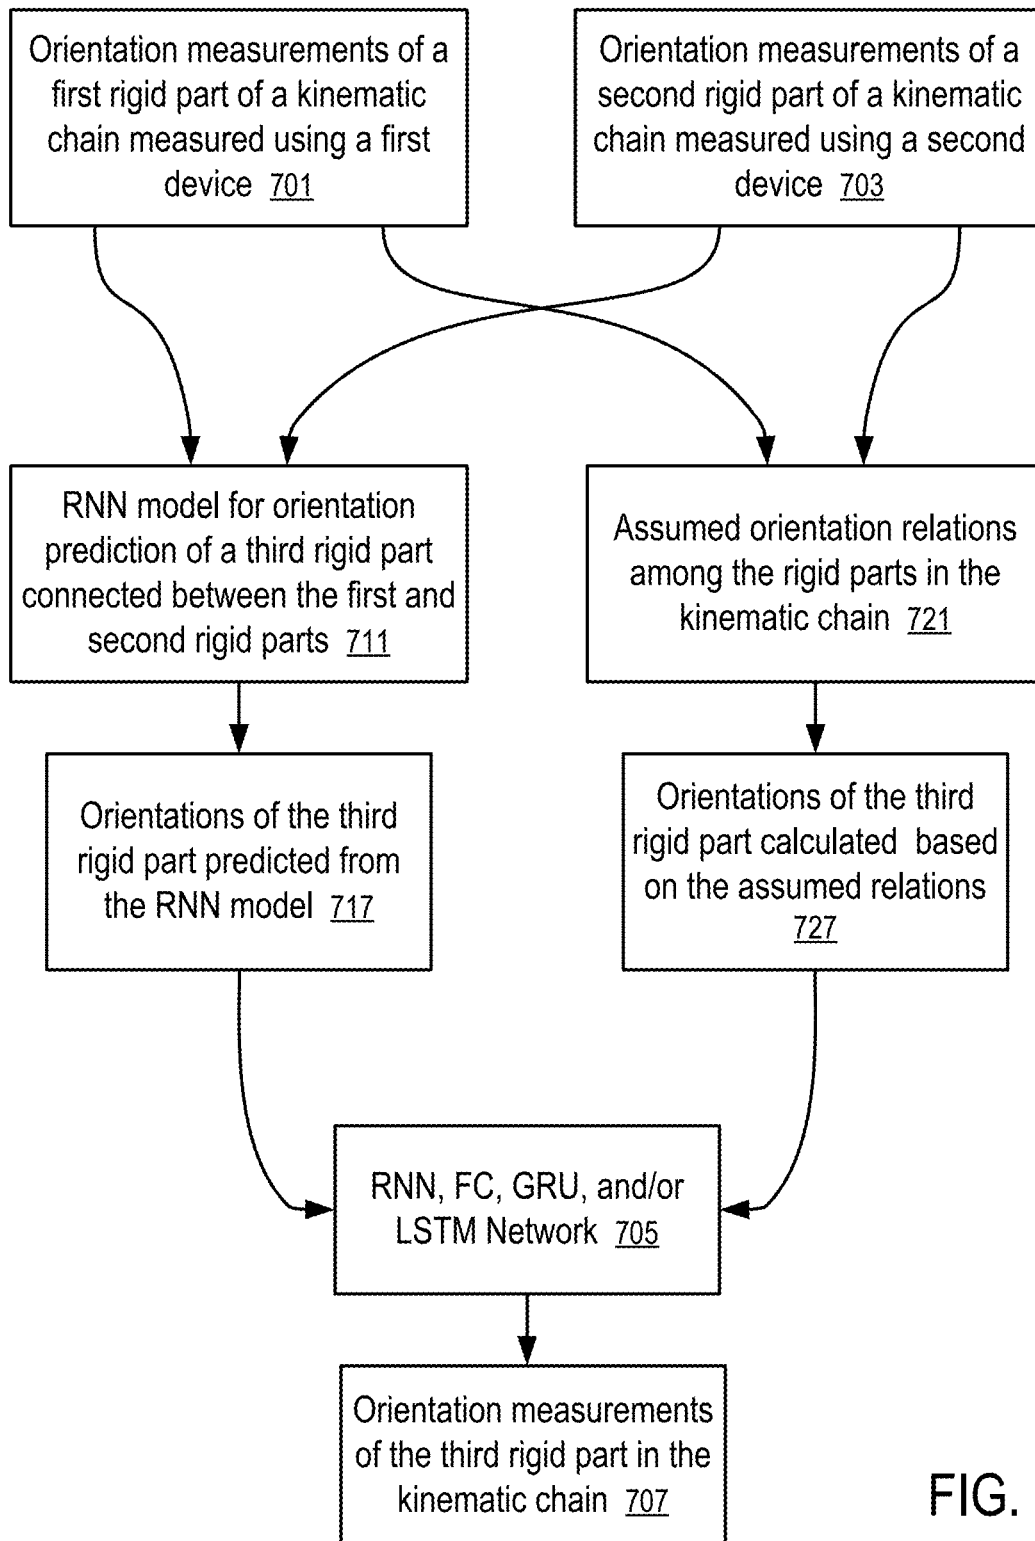 Orientation measurements of a
first rigid part of a kinematic
chain measured using a first
device 701
Orientation measurements of a
second rigid part of a kinematic
chain measured using a second
device 703
RNN model for orientation
prediction of a third rigid part
connected between the first and
second rigid parts 711
Assumed orientation relations
among the rigid parts in the
kinematic chain 721
Orientations of the third
rigid part predicted from
the RNN model 717
Orientations of the third
rigid part calculated based
on the assumed relations
727
RNN, FC, GRU, and/or
LSTM Network 705
Orientation measurements
of the third rigid part in the
kinematic chain 707
FIG.